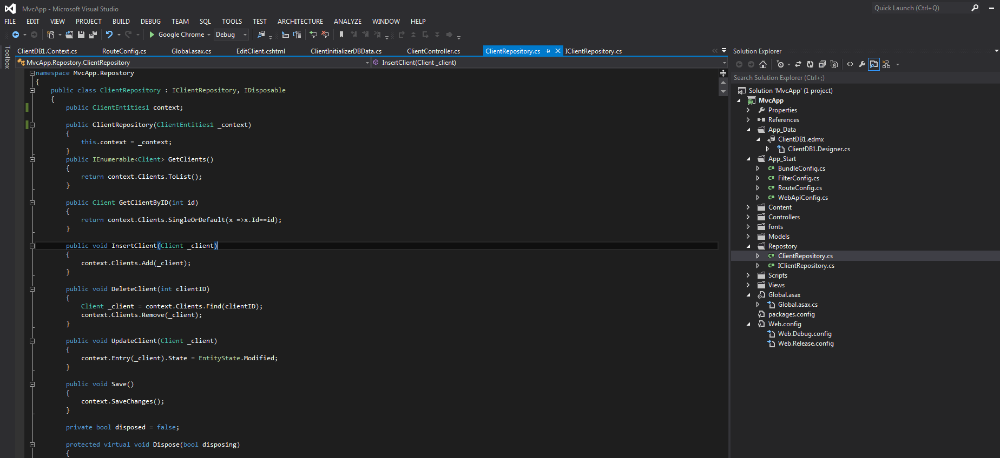 MvcApp - Microsoft Visual Studio
Quick Launch (Ctrl+Q)
FILE EDIT VIEW PROJECT BUILD DEBUG TEAM SQL TOOLS TEST ARCHITECTURE ANALYZE WINDOW HELP
Google Chrome Debug
Toolbox
ClientDB1.Context.cs RouteConfig.cs Global.asax.cs EditClient.cshtml ClientInitializerDBData.cs ClientController.cs ClientRepository.cs IClientRepository.cs
MvcApp.Repostory.ClientRepository InsertClient(Client _client)
namespace MvcApp.Repostory
{
public class ClientRepository : IClientRepository, IDisposable
{
public ClientEntities1 context;
public ClientRepository(ClientEntities1 _context)
{
this.context = _context;
}
public IEnumerable<Client> GetClients()
{
return context.Clients.ToList();
}
public Client GetClientByID(int id)
{
return context.Clients.SingleOrDefault(x =>x.Id==id);
}
public void InsertClient(Client _client)
{
context.Clients.Add(_client);
}
public void DeleteClient(int clientID)
{
Client _client = context.Clients.Find(clientID);
context.Clients.Remove(_client);
}
public void UpdateClient(Client _client)
{
context.Entry(_client).State = EntityState.Modified;
}
public void Save()
{
context.SaveChanges();
}
private bool disposed = false;
protected virtual void Dispose(bool disposing)
{
Solution Explorer
Search Solution Explorer (Ctrl+;)
Solution 'MvcApp' (1 project)
MvcApp
Properties
References
App_Data
ClientDB1.edmx
ClientDB1.Designer.cs
App_Start
C# BundleConfig.cs
C# FilterConfig.cs
C# RouteConfig.cs
C# WebApiConfig.cs
Content
Controllers
fonts
Models
Repostory
C# ClientRepository.cs
C# IClientRepository.cs
Scripts
Views
Global.asax
Global.asax.cs
packages.config
Web.config
Web.Debug.config
Web.Release.config